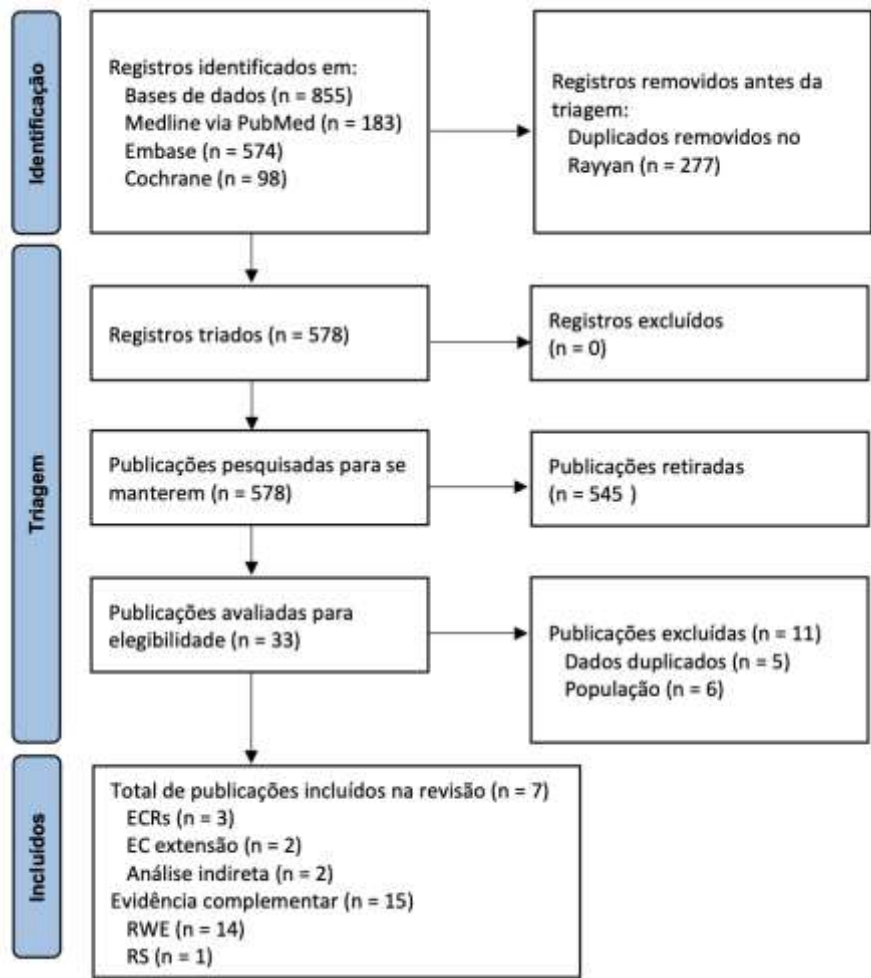 Identificação
Registros identificados em:
Bases de dados (n = 855)
Medline via PubMed (n = 183)
Embase (n = 574)
Cochrane (n = 98)
Registros removidos antes da
triagem:
Duplicados removidos no
Rayyan (n = 277)
Triagem
Registros triados (n = 578)
Registros excluídos
(n = 0)
Publicações pesquisadas para se
manterem (n = 578)
Publicações retiradas
(n = 545 )
Publicações avaliadas para
elegibilidade (n = 33)
Publicações excluídas (n = 11)
Dados duplicados (n = 5)
População (n = 6)
Incluídos
Total de publicações incluídos na revisão (n = 7)
ECRs (n = 3)
EC extensão (n = 2)
Análise indireta (n = 2)
Evidência complementar (n = 15)
RWE (n = 14)
RS (n = 1)